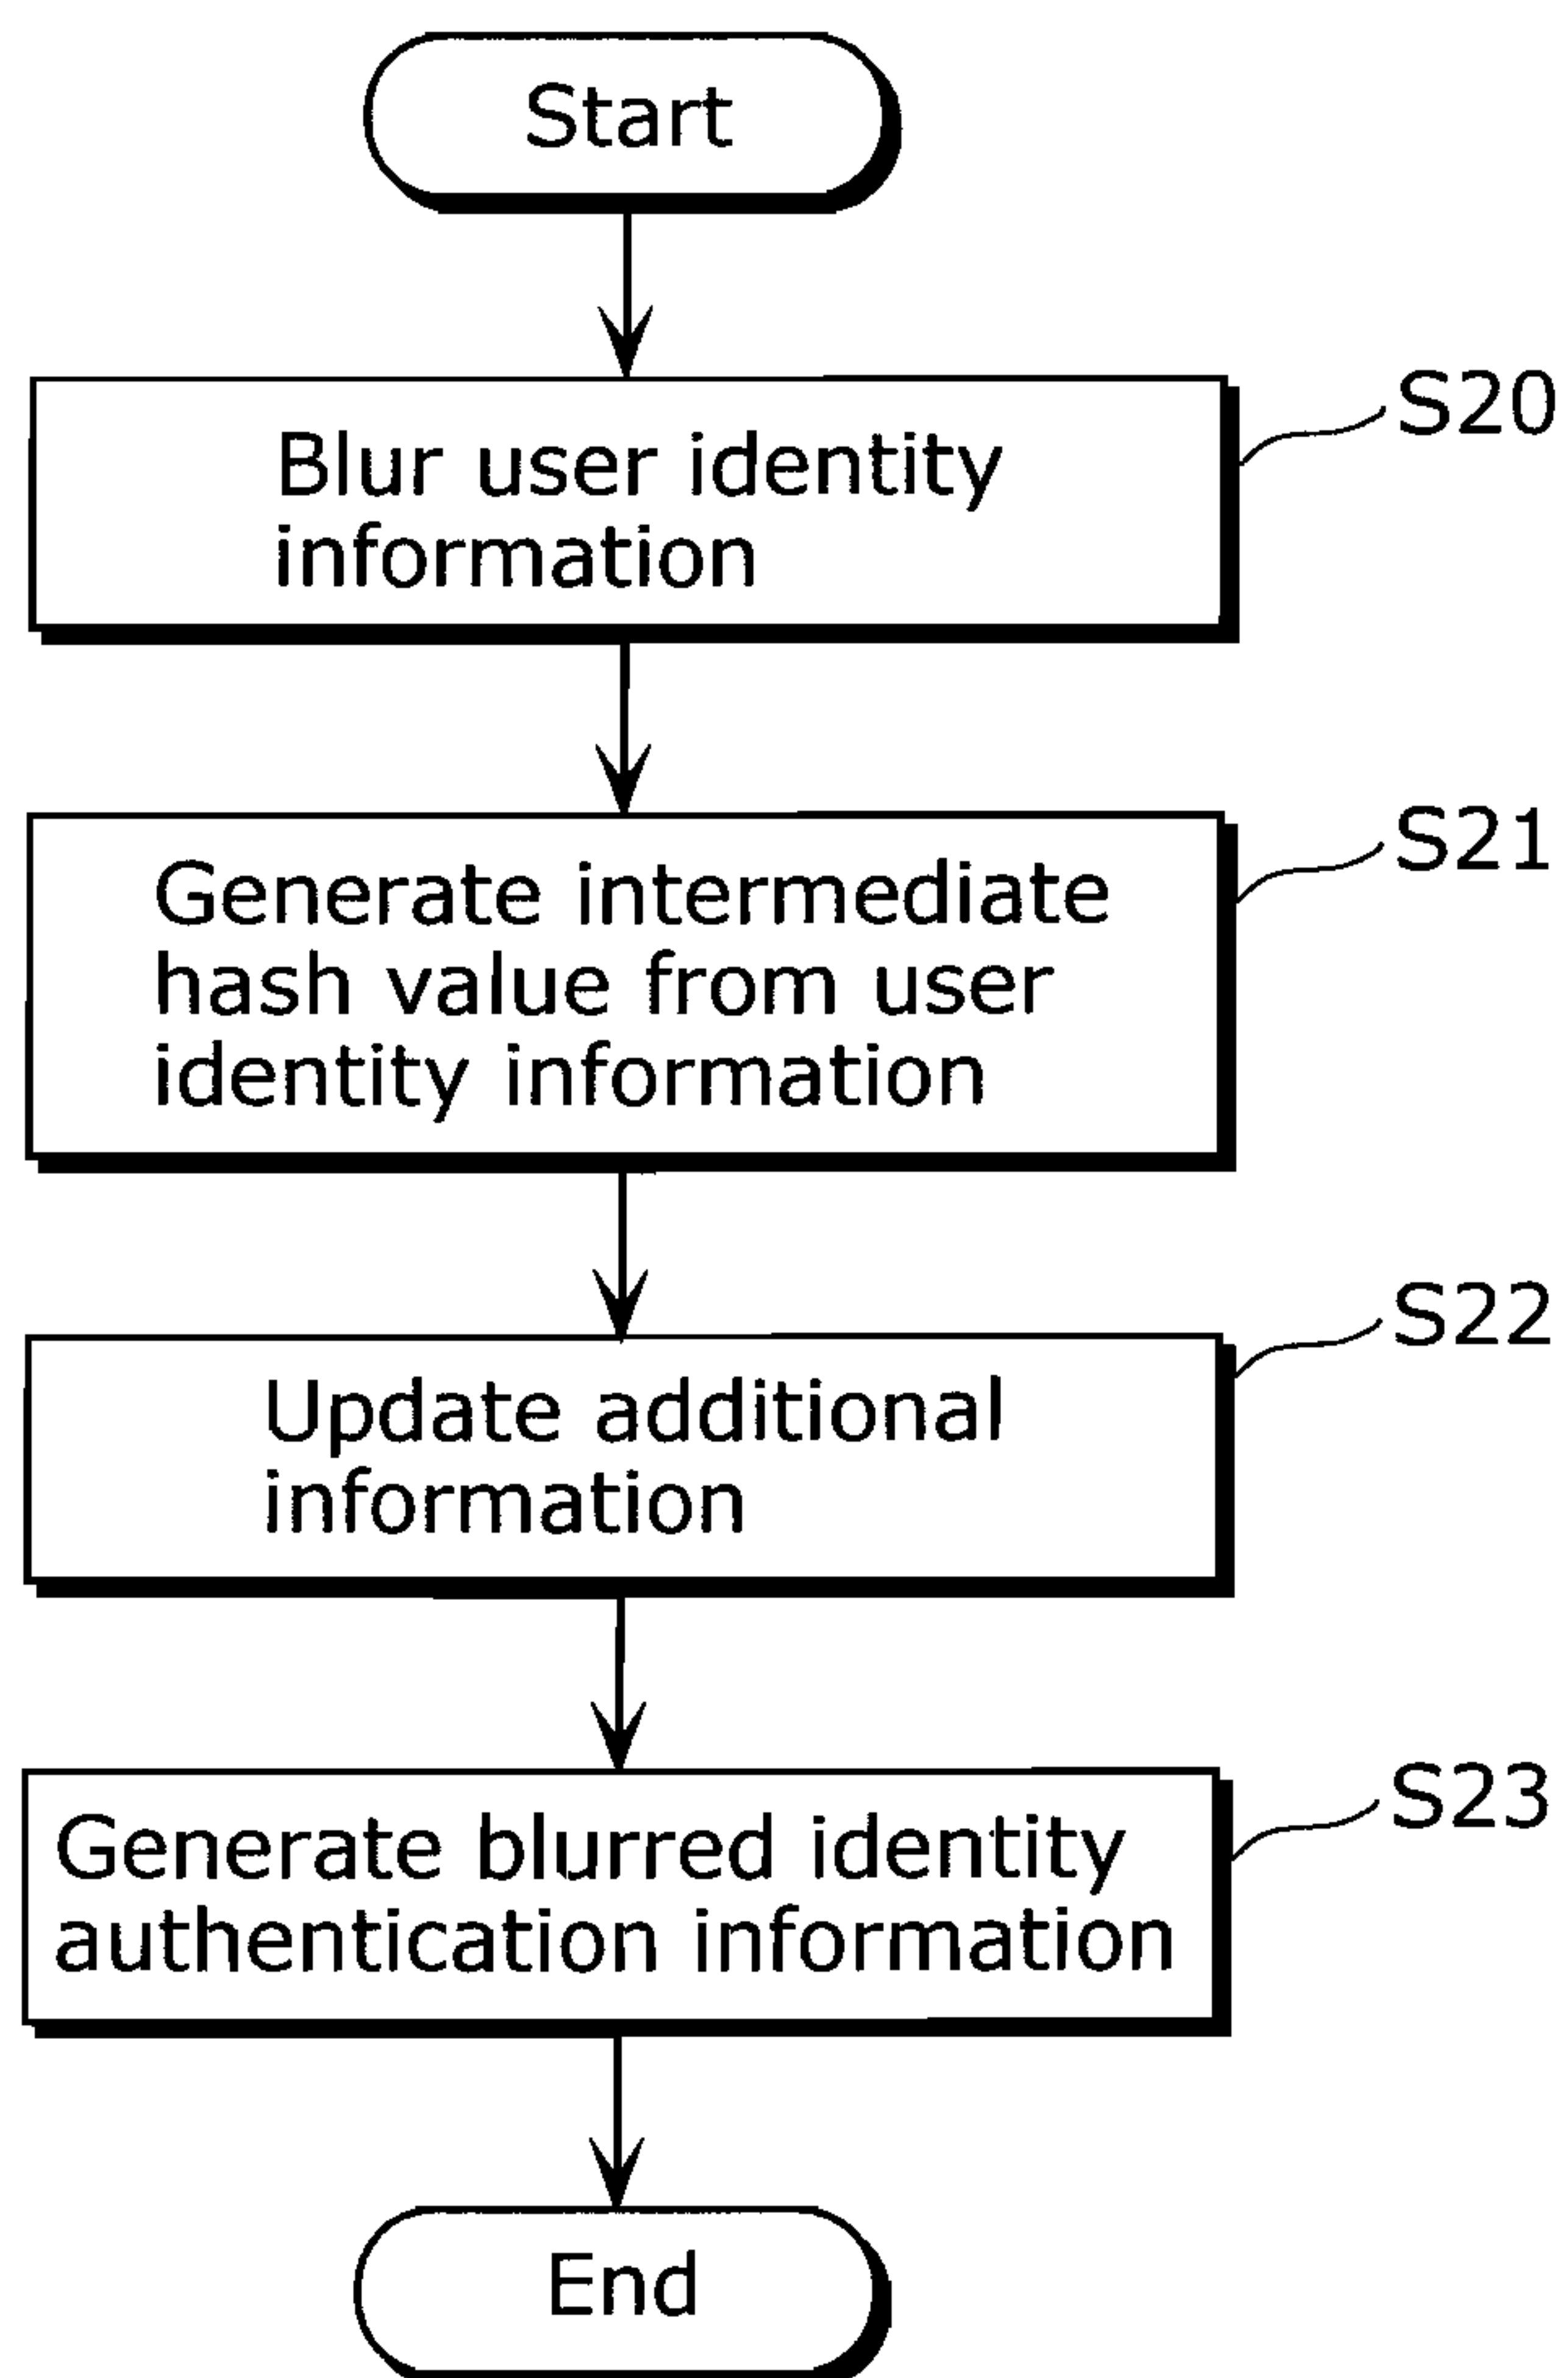 Start
S20
Blur user identity
information
S21
Generate intermediate
hash value from user
identity information
S22
Update additional
information
S23
Generate blurred identity
authentication information
End